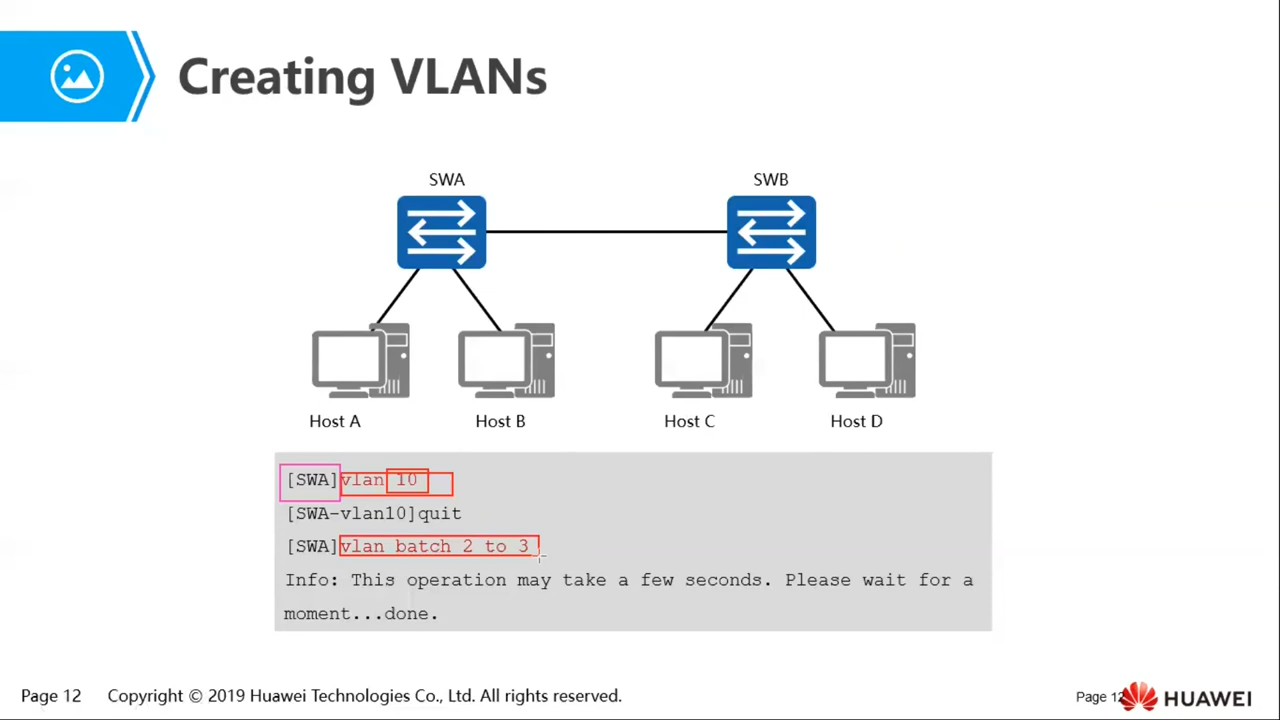 Creating VLANs
SWA
SWB
Host A
Host B
Host C
Host D
[SWA]vlan 10
[SWA-vlan10]quit
[SWA]vlan batch 2 to 3
Info: This operation may take a few seconds. Please wait for a
moment...done.
Page 12
Copyright © 2019 Huawei Technologies Co., Ltd. All rights reserved.
Page 12
HUAWEI